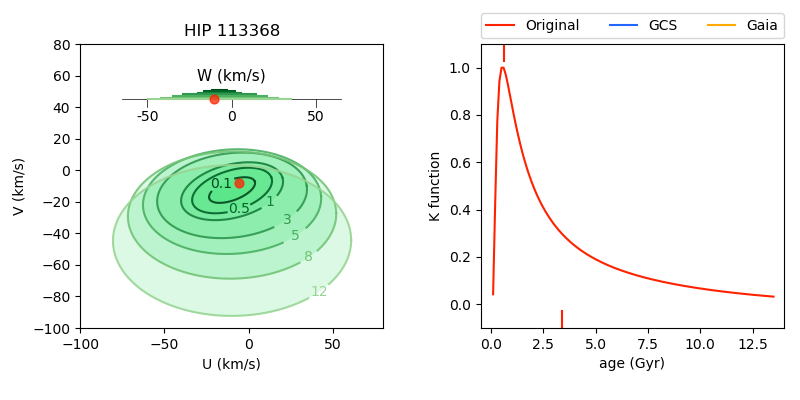 HIP 113368
Original GCS Gaia
80
60
40
20
0
−20
−40
−60
−80
−100
V (km/s)
W (km/s)
-50 0 50
0.1
0.5
1
3
5
8
12
−100 −50 0 50
U (km/s)
1.0
0.8
0.6
0.4
0.2
0.0
K function
0.0 2.5 5.0 7.5 10.0 12.5
age (Gyr)